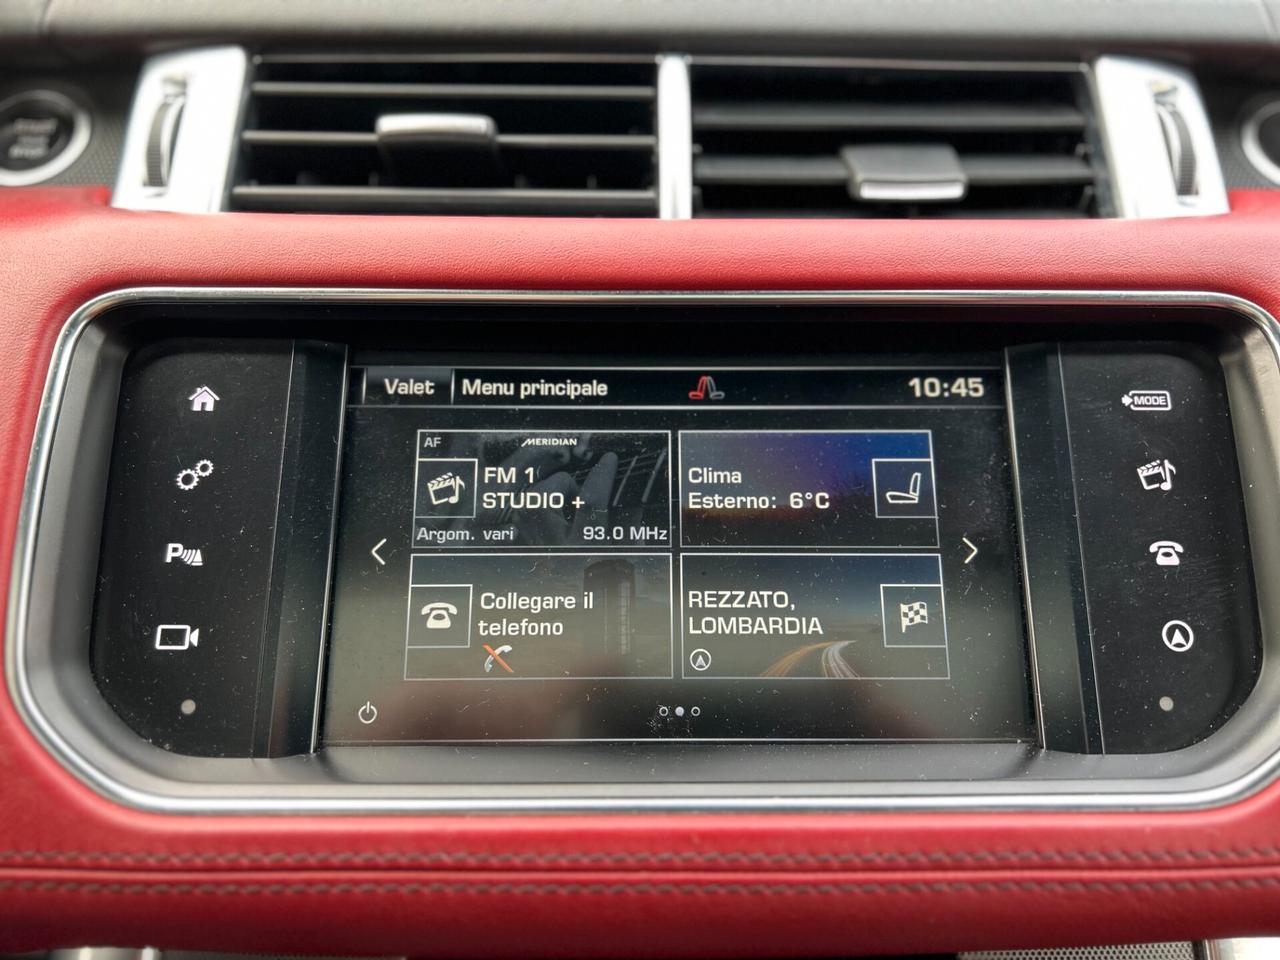 Valet
Menu principale
10:45
AF
MERIDIAN
FM 1
STUDIO +
Argom. vari
93.0 MHz
Clima
Esterno: 6°C
Collegare il
telefono
REZZATO,
LOMBARDIA
P
MODE